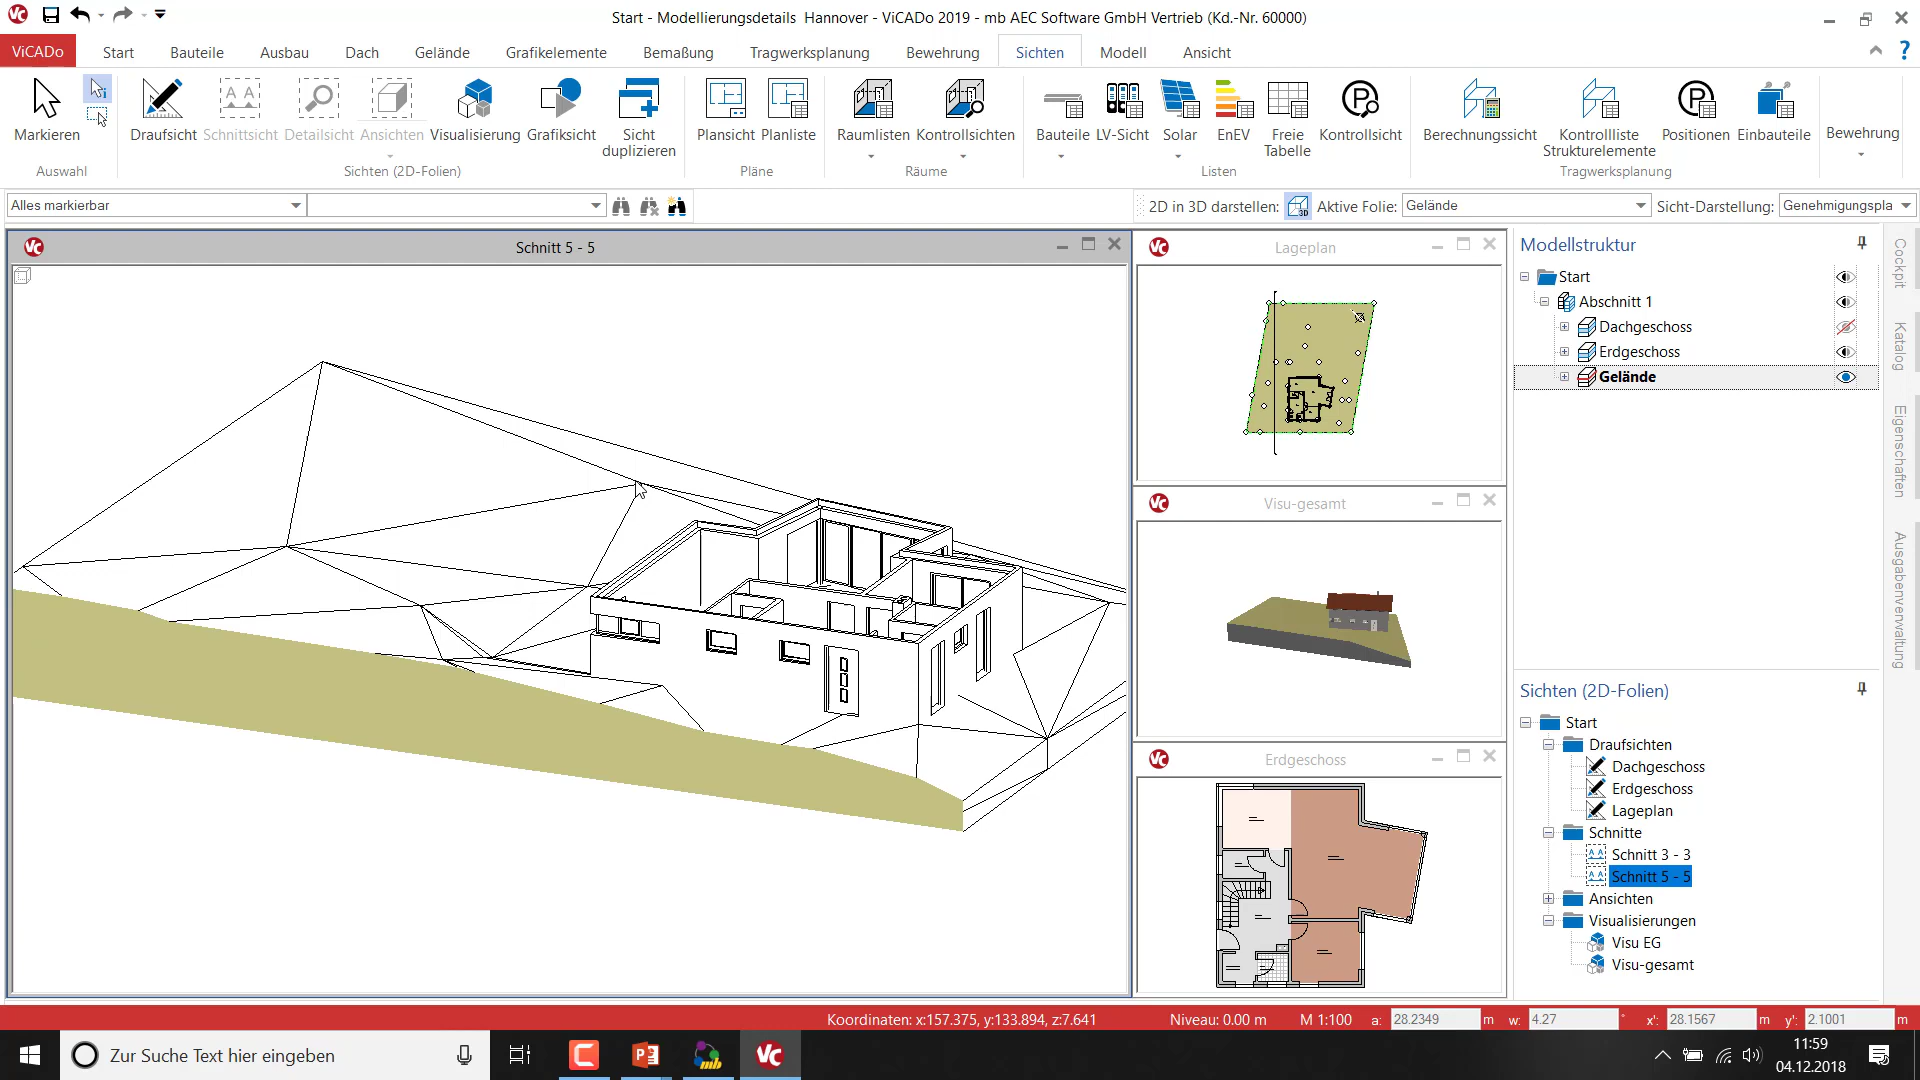 Start - Modellierungsdetails  Hannover - ViCADo 2019 - mb AEC Software GmbH Vertrieb (Kd.-Nr. 60000)
ViCADo Start Bauteile Ausbau Dach Gelände Grafikelemente Bemaßung Tragwerksplanung Bewehrung Sichten Modell Ansicht
Markieren Draufsicht Schnittsicht Detailsicht Ansichten Visualisierung Grafiksicht Sicht duplizieren Plansicht Planliste Raumlisten Kontrollsichten Bauteile LV-Sicht Solar EnEV Freie Tabelle Kontrollsicht Berechnungssicht Kontrollliste Strukturelemente Positionen Einbauteile Bewehrung
Auswahl Sichten (2D-Folien) Pläne Räume Listen Tragwerksplanung
Alles markierbar 2D in 3D darstellen: Aktive Folie: Gelände Sicht-Darstellung: Genehmigungspla
Schnitt 5 - 5
Lageplan
Visu-gesamt
Erdgeschoss
Modellstruktur
Start
Abschnitt 1
Dachgeschoss
Erdgeschoss
Gelände
Sichten (2D-Folien)
Start
Draufsichten
Dachgeschoss
Erdgeschoss
Lageplan
Schnitte
Schnitt 3 - 3
Schnitt 5 - 5
Ansichten
Visualisierungen
Visu EG
Visu-gesamt
Cockpit
Katalog
Eigenschaften
Ausgabenverwaltung
Koordinaten: x:157.375, y:133.894, z:7.641 Niveau: 0.00 m M 1:100 a: 28.2349 m w: 4.27 ° x': 28.1567 m y': 2.1001 m
Zur Suche Text hier eingeben
11:59
04.12.2018